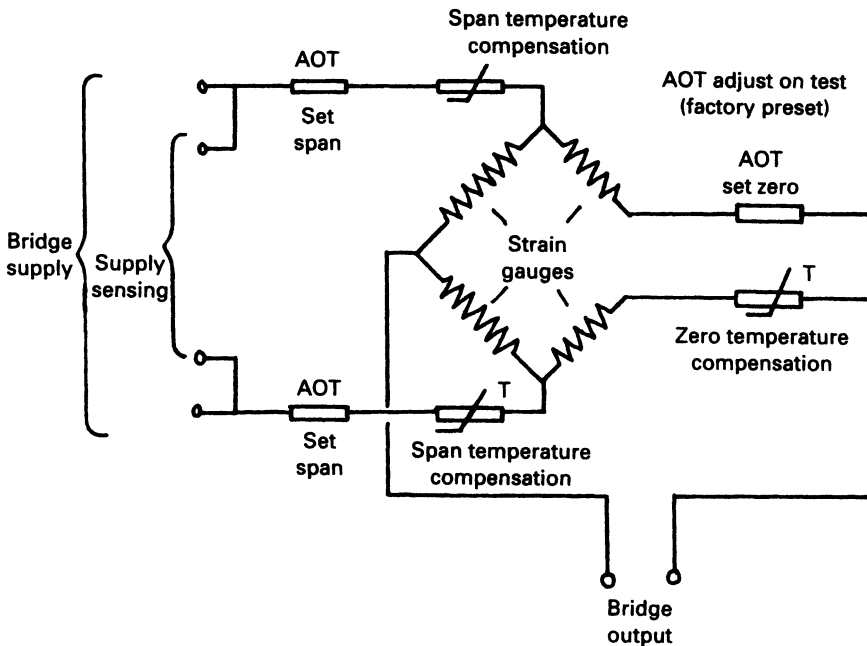 Span temperature
compensation
AOT
Set
span
AOT adjust on test
(factory preset)
AOT
set zero
Bridge
supply
Supply
sensing
Strain
gauges
T
Zero temperature
compensation
AOT
Set
span
T
Span temperature
compensation
Bridge
output